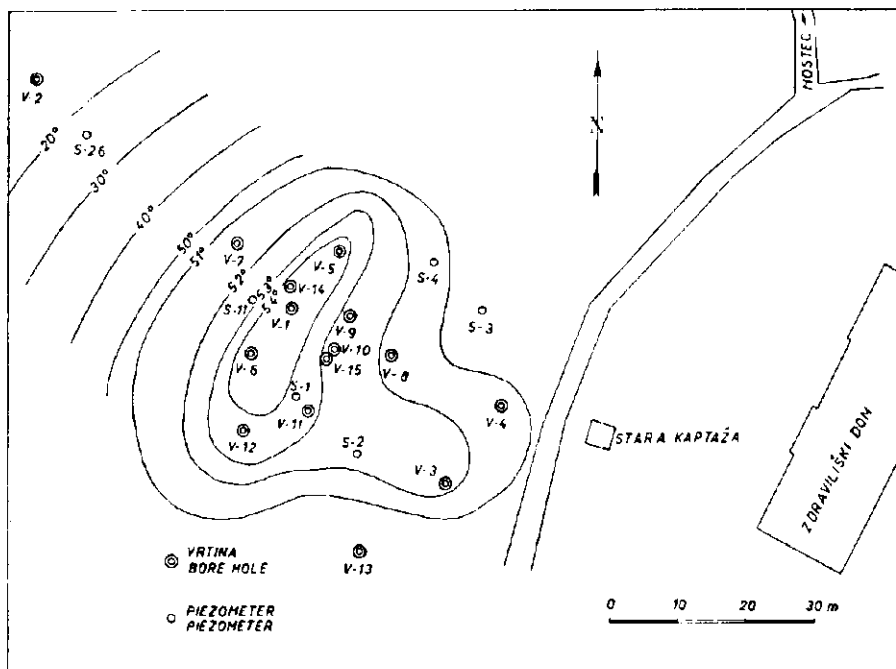 MOSTEC
N
V-2
S-26
20°
30°
40°
50°
51°
52°
53°
54°
V-7
V-5
S-4
V-14
S-11
V-1
S-3
V-9
V-10
V-15
V-6
V-8
S-1
V-11
V-4
V-12
S-2
V-3
STARA KAPTAŽA
ZDRAVILIŠKI DOM
V-13
VRTINA
BORE HOLE
PIEZOMETER
PIEZOMETER
0 10 20 30 m